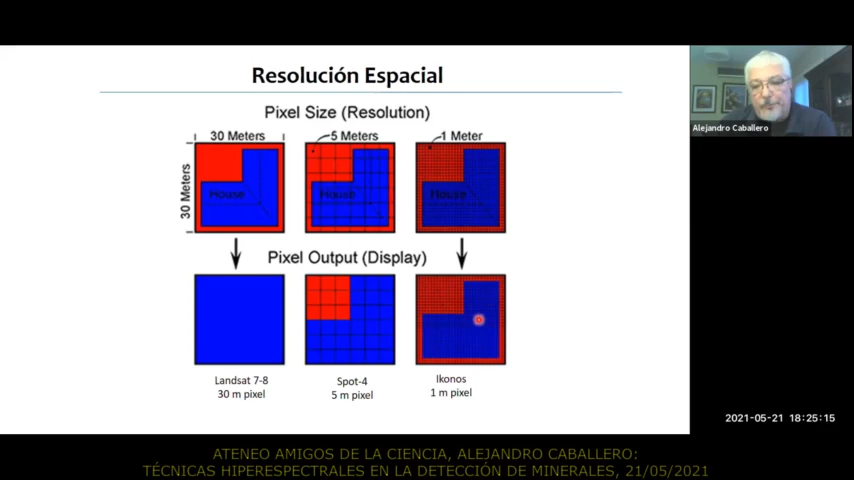 Resolución Espacial
Pixel Size (Resolution)
30 Meters
5 Meters
1 Meter
30 Meters
House
House
House
Pixel Output (Display)
Landsat 7-8
30 m pixel
Spot-4
5 m pixel
Ikonos
1 m pixel
Alejandro Caballero
2021-05-21 18:25:15
ATENEO AMIGOS DE LA CIENCIA, ALEJANDRO CABALLERO:
TÉCNICAS HIPERESPECTRALES EN LA DETECCIÓN DE MINERALES, 21/05/2021